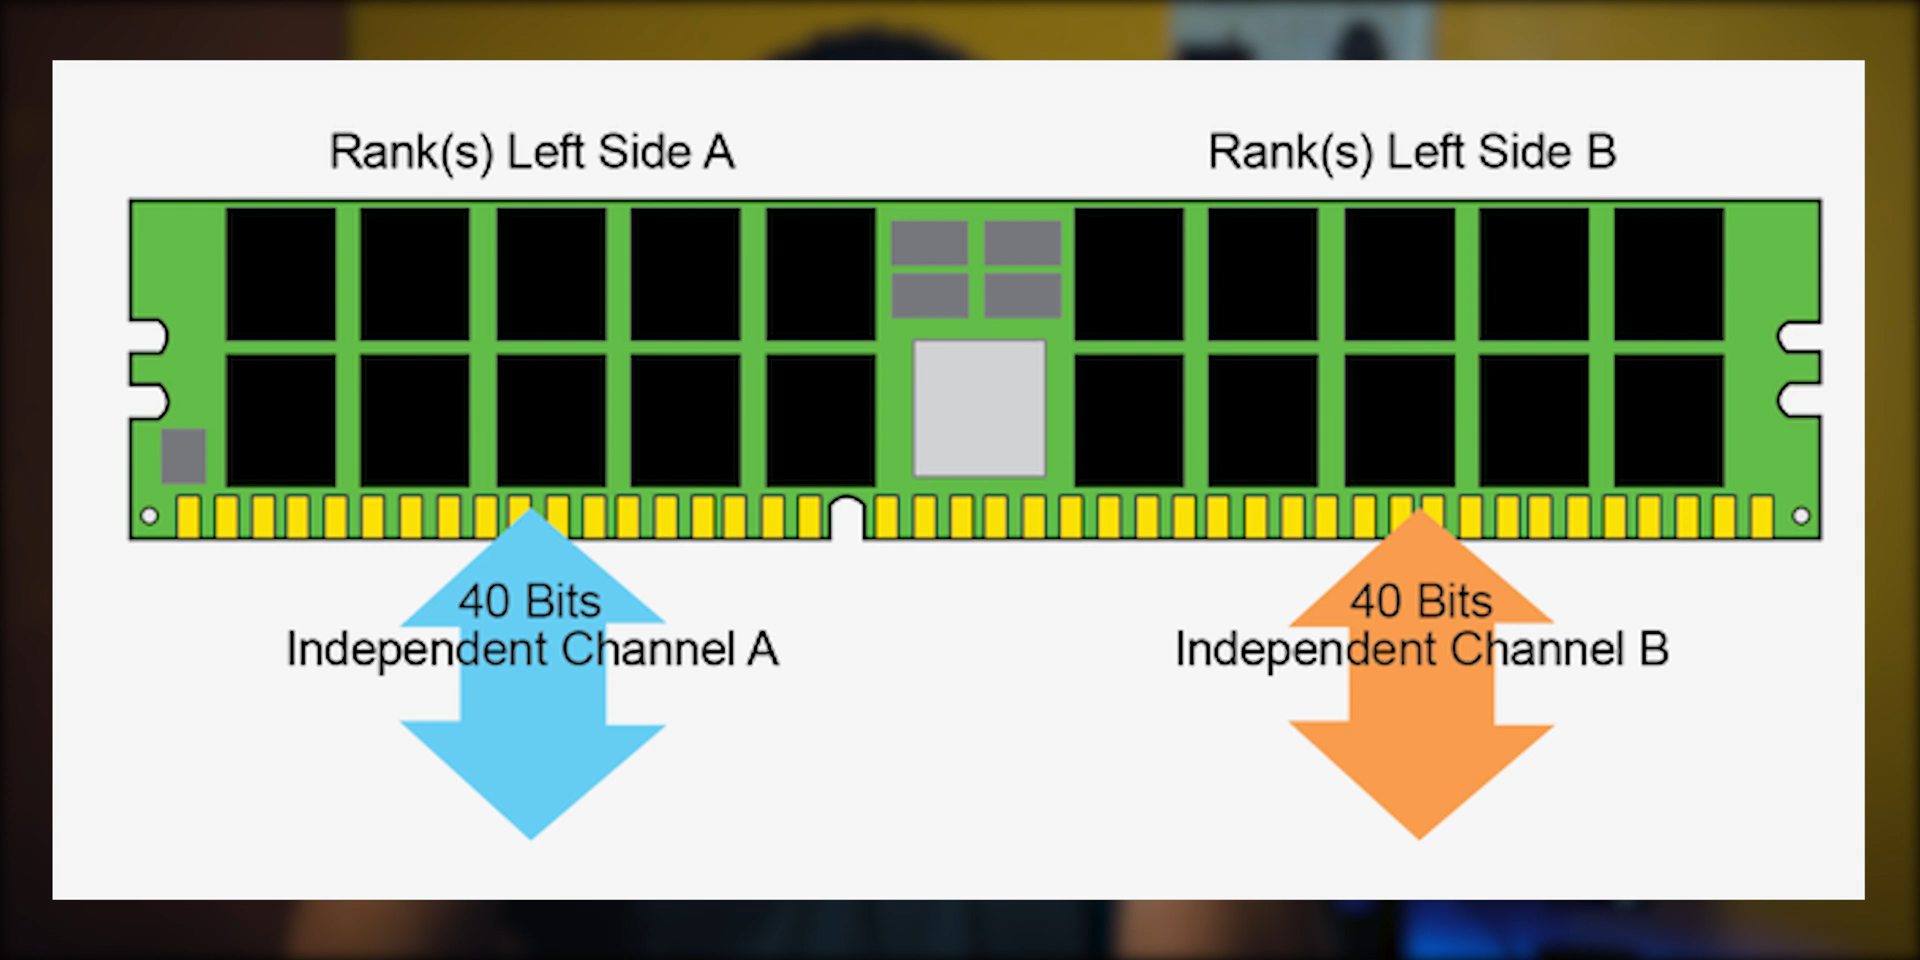 Rank(s) Left Side A
Rank(s) Left Side B
40 Bits
Independent Channel A
40 Bits
Independent Channel B